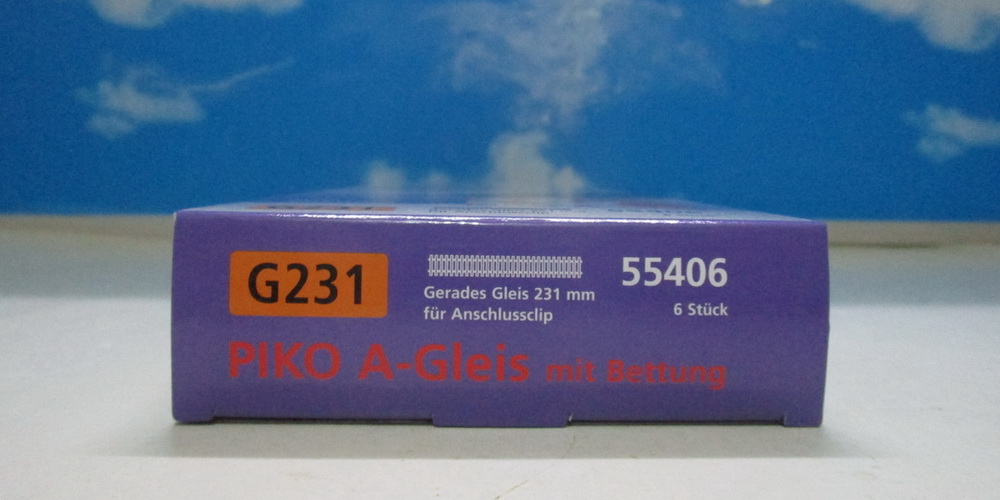 G231
Gerades Gleis 231 mm
für Anschlussclip
55406
6 Stück
PIKO A-Gleis mit Bettung